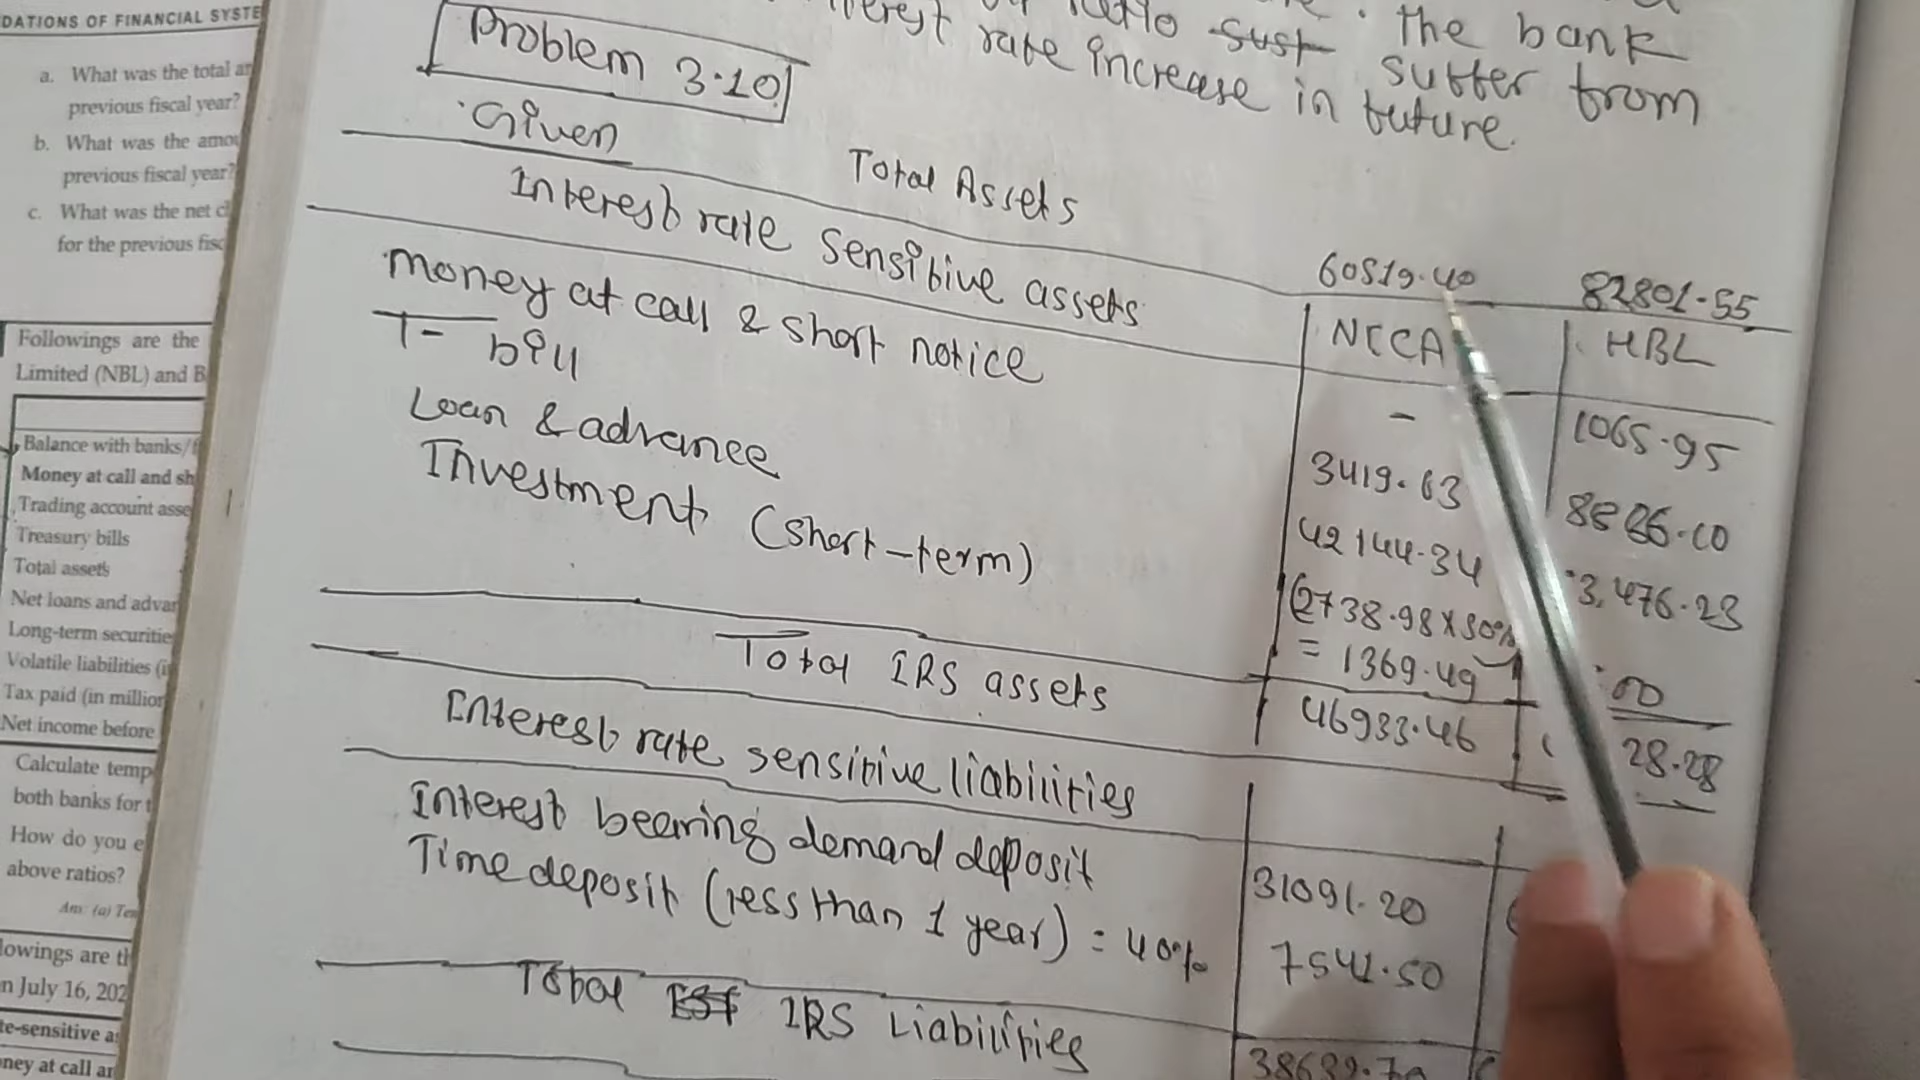 DATIONS OF FINANCIAL SYSTE
a. What was the total
previous fiscal year?
b. What was the
previous fiscal year?
c. What was the net
for the previous
Followings are the
Limited (NBL) and B
Balance with banks/
Money at call and sh
Trading account asse
Treasury bills
Total assets
Net loans and advan
Long-term securitie
Volatile liabilities (i
Tax paid (in million
Net income before
Calculate temp
both banks for t
How do you e
above ratios?
Ans: (a) Ten
lowings are th
n July 16, 202
te-sensitive a
ney at call an
the bank
rate increase in future.
suffer from
Problem 3.10
Given
Total Assets 60519.40 82801.55
Interest rate sensitive assets NCCA HBL
Money at call & short notice - 1065.95
T-bill 3419.63
Loan & advance 42144.34 3,476.23
Investment (short-term) (2738.98 x 50%
= 1369.49 00
Total IRS assets 46933.46 28.28
Interest rate sensitive liabilities
Interest bearing demand deposit 31091.20
Time deposit (less than 1 year) = 40% 7541.50
Total IRS Liabilities